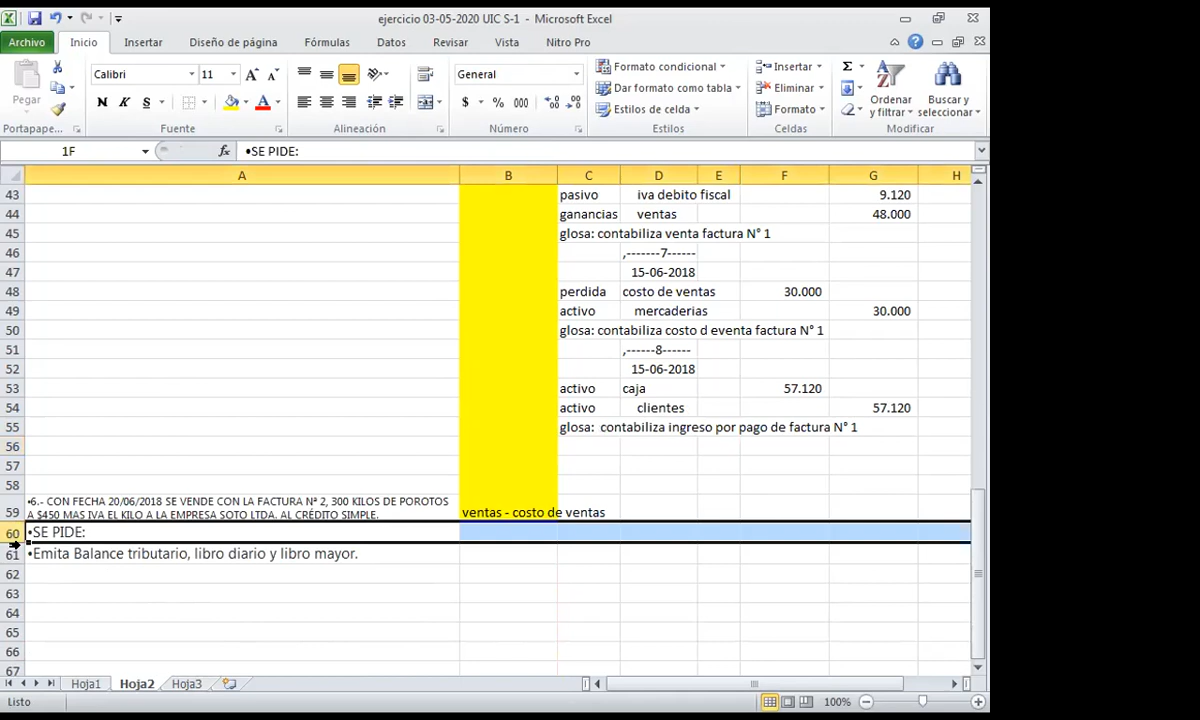 ejercicio 03-05-2020 UIC S-1 - Microsoft Excel
Archivo Inicio Insertar Diseño de página Fórmulas Datos Revisar Vista Nitro Pro
Pegar
Calibri 11
N K S
General
$ % 000
Formato condicional
Dar formato como tabla
Estilos de celda
Insertar
Eliminar
Formato
Ordenar y filtrar
Buscar y seleccionar
Portapape... Fuente Alineación Número Estilos Celdas Modificar
1F fx •SE PIDE:
A B C D E F G H
43 pasivo iva debito fiscal 9.120
44 ganancias ventas 48.000
45 glosa: contabiliza venta factura N° 1
46 ,-------7------
47 15-06-2018
48 perdida costo de ventas 30.000
49 activo mercaderias 30.000
50 glosa: contabiliza costo d eventa factura N° 1
51 ,------8------
52 15-06-2018
53 activo caja 57.120
54 activo clientes 57.120
55 glosa: contabiliza ingreso por pago de factura N° 1
56
57
58
•6.- CON FECHA 20/06/2018 SE VENDE CON LA FACTURA Nª 2, 300 KILOS DE POROTOS
59 A $450 MAS IVA EL KILO A LA EMPRESA SOTO LTDA. AL CRÉDITO SIMPLE. ventas - costo de ventas
60 •SE PIDE:
61 •Emita Balance tributario, libro diario y libro mayor.
62
63
64
65
66
67
Hoja1 Hoja2 Hoja3
Listo 100%